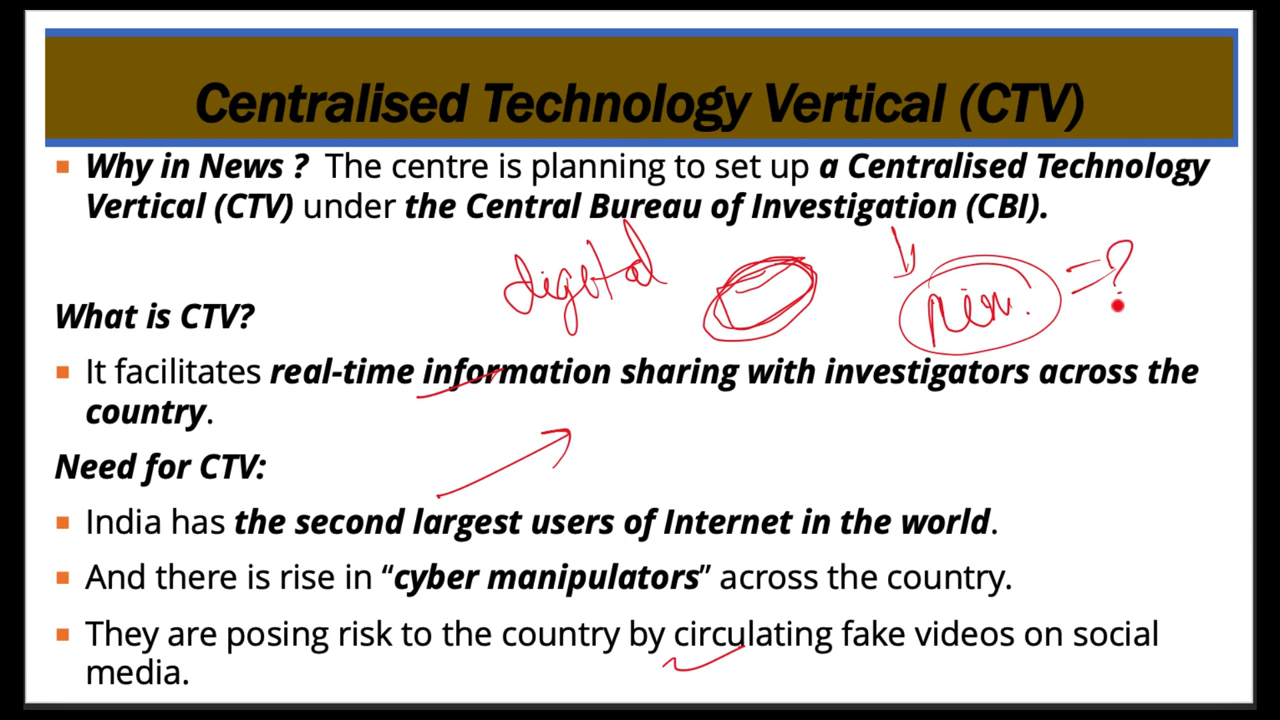 Centralised Technology Vertical (CTV)
▪ Why in News ? The centre is planning to set up a Centralised Technology
Vertical (CTV) under the Central Bureau of Investigation (CBI).
digital
= ?
What is CTV?
▪ It facilitates real-time information sharing with investigators across the
country.
Need for CTV:
▪ India has the second largest users of Internet in the world.
▪ And there is rise in “cyber manipulators” across the country.
▪ They are posing risk to the country by circulating fake videos on social
media.